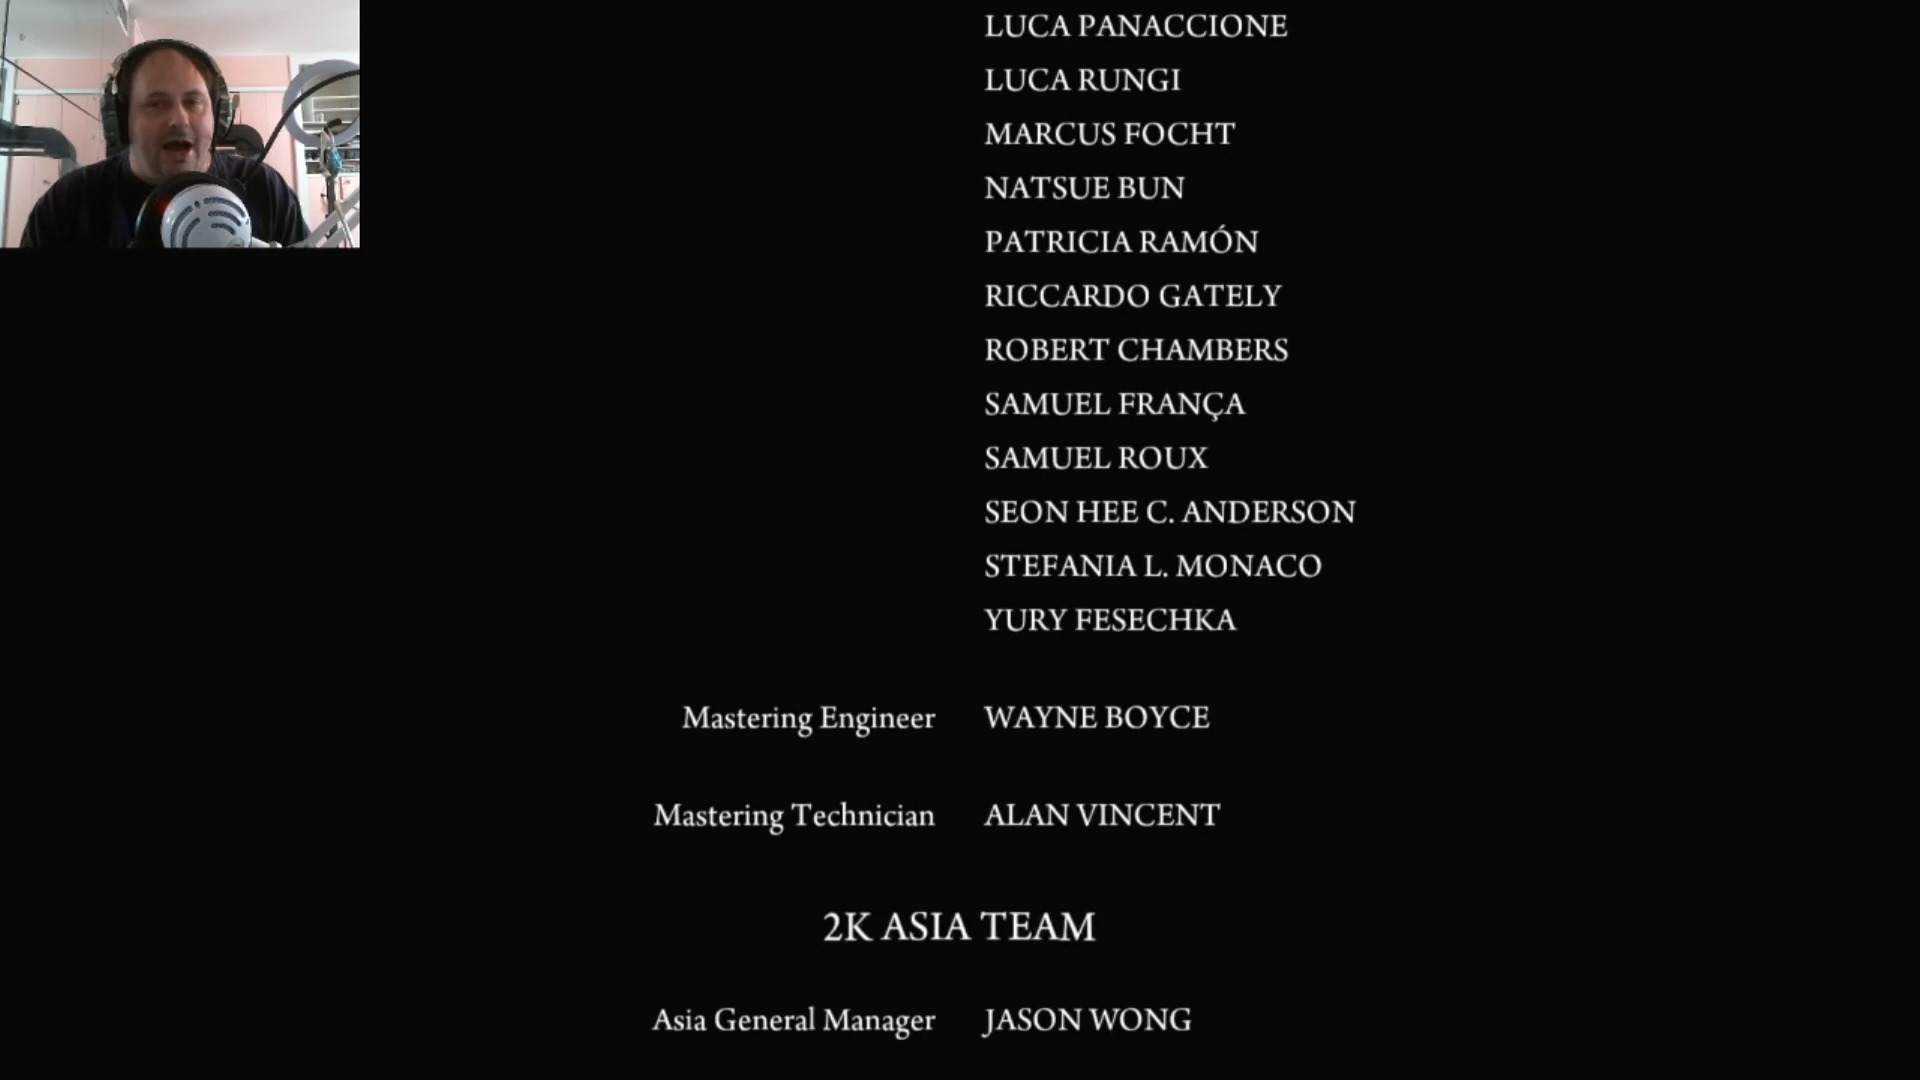 LUCA PANACCIONE
LUCA RUNGI
MARCUS FOCHT
NATSUE BUN
PATRICIA RAMÓN
RICCARDO GATELY
ROBERT CHAMBERS
SAMUEL FRANÇA
SAMUEL ROUX
SEON HEE C. ANDERSON
STEFANIA L. MONACO
YURY FESECHKA
Mastering Engineer WAYNE BOYCE
Mastering Technician ALAN VINCENT
2K ASIA TEAM
Asia General Manager JASON WONG